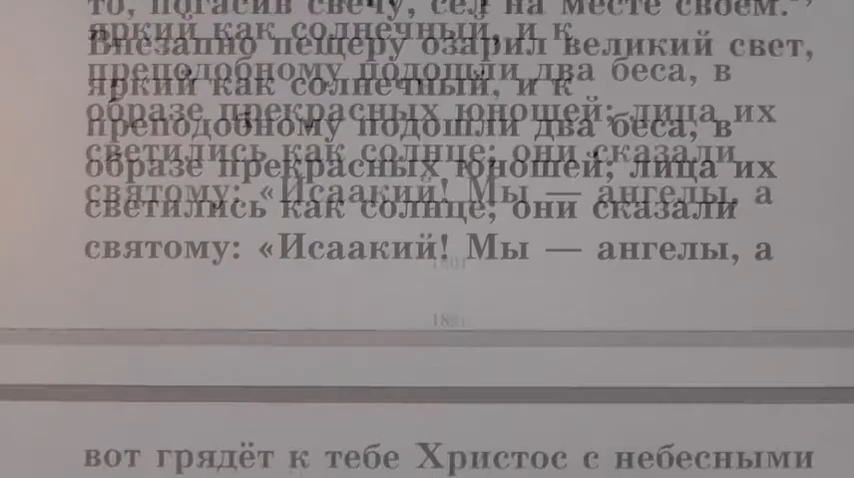 то, погасив свечу, сел на месте своем.
Внезапно пещеру озарил великий свет,
яркий как солнечный, и к
преподобному подошли два беса, в
образе прекрасных юношей; лица их
светились как солнце; они сказали
святому: «Исаакий! Мы — ангелы, а
вот грядёт к тебе Христос с небесными